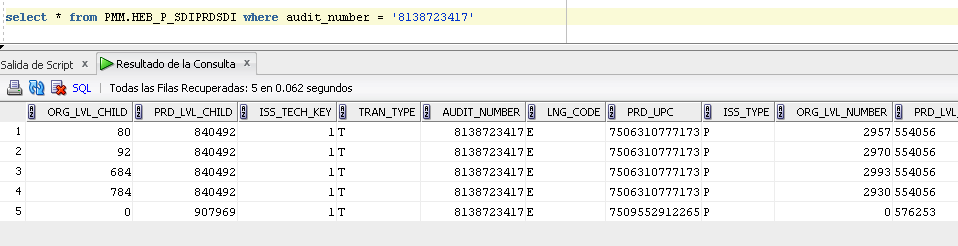 select * from PMM.HEB_P_SDIPRDSDI where audit_number = '8138723417'
Salida de Script x Resultado de la Consulta x
SQL | Todas las Filas Recuperadas: 5 en 0.062 segundos
ORG_LVL_CHILD PRD_LVL_CHILD ISS_TECH_KEY TRAN_TYPE AUDIT_NUMBER LNG_CODE PRD_UPC ISS_TYPE ORG_LVL_NUMBER PRD_LVL
1 80 840492 1 T 8138723417 E 7506310777173 P 2957 554056
2 92 840492 1 T 8138723417 E 7506310777173 P 2970 554056
3 684 840492 1 T 8138723417 E 7506310777173 P 2993 554056
4 784 840492 1 T 8138723417 E 7506310777173 P 2930 554056
5 0 907969 1 T 8138723417 E 7509552912265 P 0 576253